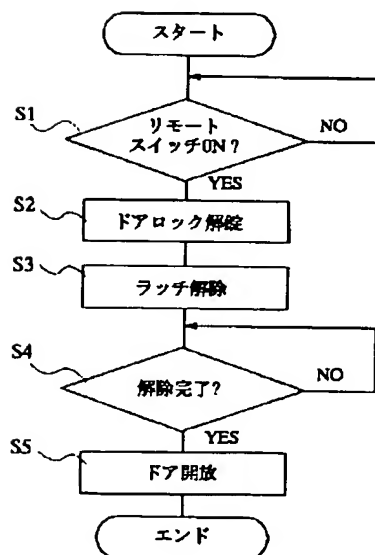 スタート
S1
リモート
スイッチON?
NO
YES
S2
ドアロック解錠
S3
ラッチ解除
S4
解除完了?
NO
YES
S5
ドア開放
エンド